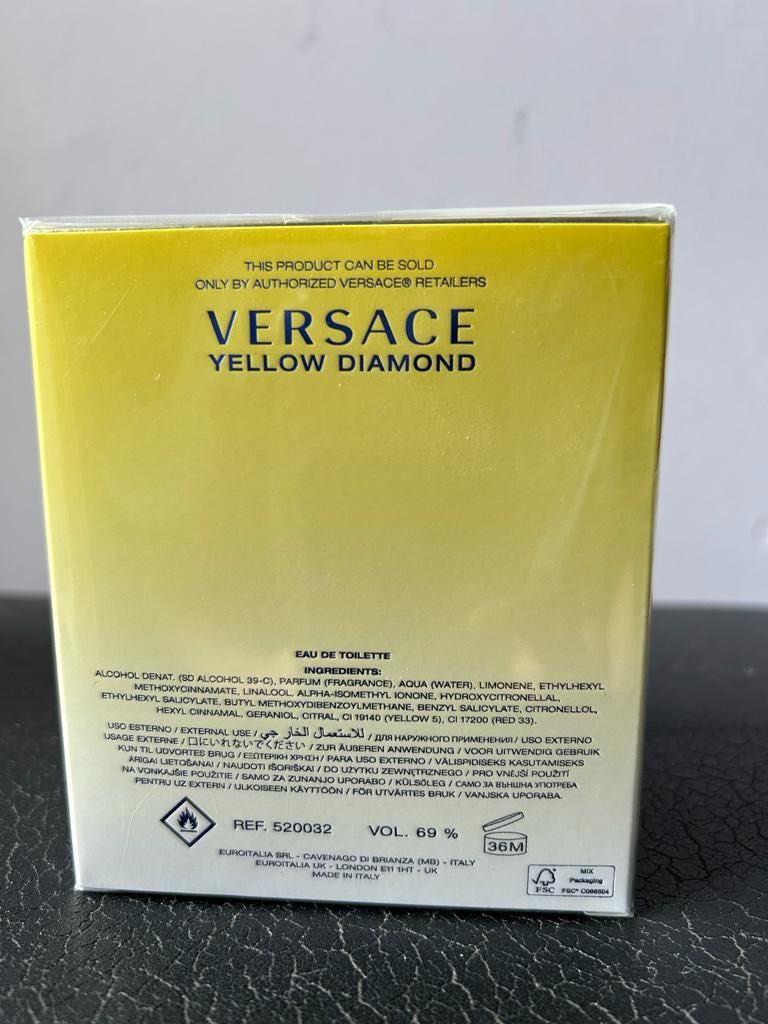 THIS PRODUCT CAN BE SOLD
ONLY BY AUTHORIZED VERSACE® RETAILERS
VERSACE
YELLOW DIAMOND
EAU DE TOILETTE
INGREDIENTS:
ALCOHOL DENAT. (SD ALCOHOL 39-C), PARFUM (FRAGRANCE), AQUA (WATER), LIMONENE, ETHYLHEXYL
METHOXYCINNAMATE, LINALOOL, ALPHA-ISOMETHYL IONONE, HYDROXYCITRONELLAL,
ETHYLHEXYL SALICYLATE, BUTYL METHOXYDIBENZOYLMETHANE, BENZYL SALICYLATE, CITRONELLOL,
HEXYL CINNAMAL, GERANIOL, CITRAL, CI 19140 (YELLOW 5), CI 17200 (RED 33).
USO ESTERNO / EXTERNAL USE / للاستعمال الخارجي / ДЛЯ НАРУЖНОГО ПРИМЕНЕНИЯ / USO EXTERNO
USAGE EXTERNE / 口にいれないでください / ZUR ÄUßEREN ANWENDUNG / VOOR UITWENDIG GEBRUIK
KUN TIL UDVORTES BRUG / ΕΞΩΤΕΡΙΚΗ ΧΡΗΣΗ / PARA USO EXTERNO / VÄLISPIDISEKS KASUTAMISEKS
ĀRĪGAI LIETOŠANAI / NAUDOTI IŠORIŠKAI / DO UŻYTKU ZEWNĘTRZNEGO / PRO VNĚJŠÍ POUŽITÍ
NA VONKAJŠIE POUŽITIE / SAMO ZA ZUNANJO UPORABO / KÜLSŐLEG / САМО ЗА ВЪНШНА УПОТРЕБА
PENTRU UZ EXTERN / ULKOISEEN KÄYTTÖÖN / FÖR UTVÄRTES BRUK / VANJSKA UPORABA.
REF. 520032 VOL. 69 % 36M
EUROITALIA SRL - CAVENAGO DI BRIANZA (MB) - ITALY
EUROITALIA UK - LONDON E11 1HT - UK
MADE IN ITALY
FSC
MIX
Packaging
FSC® C066504